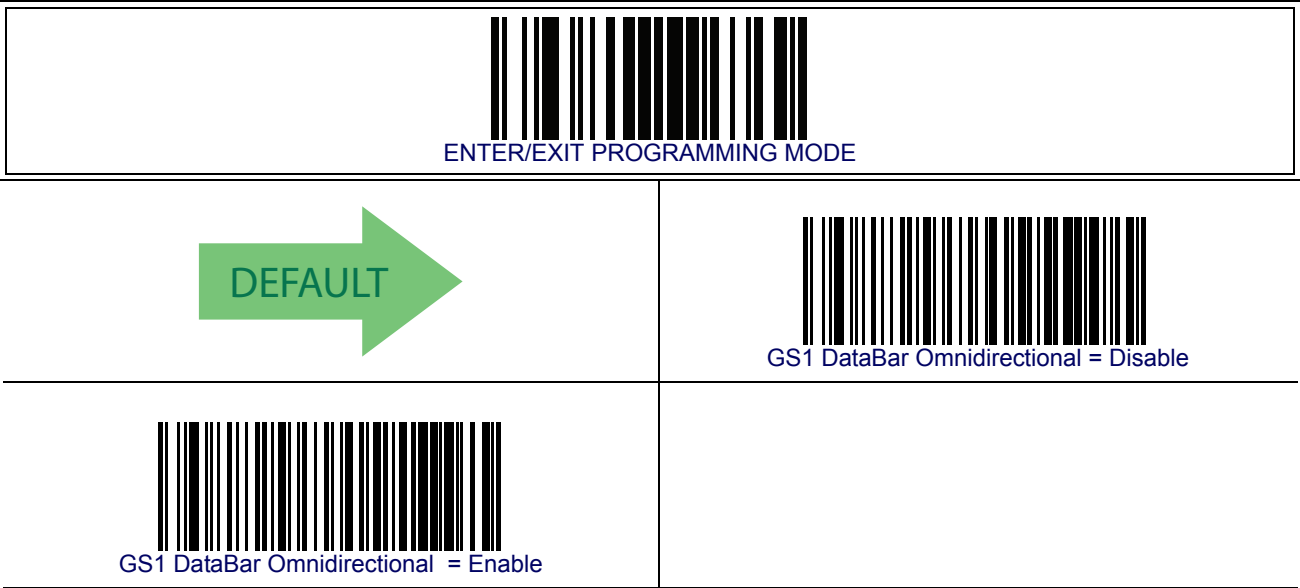 ENTER/EXIT PROGRAMMING MODE
DEFAULT
GS1 DataBar Omnidirectional = Disable
GS1 DataBar Omnidirectional  = Enable